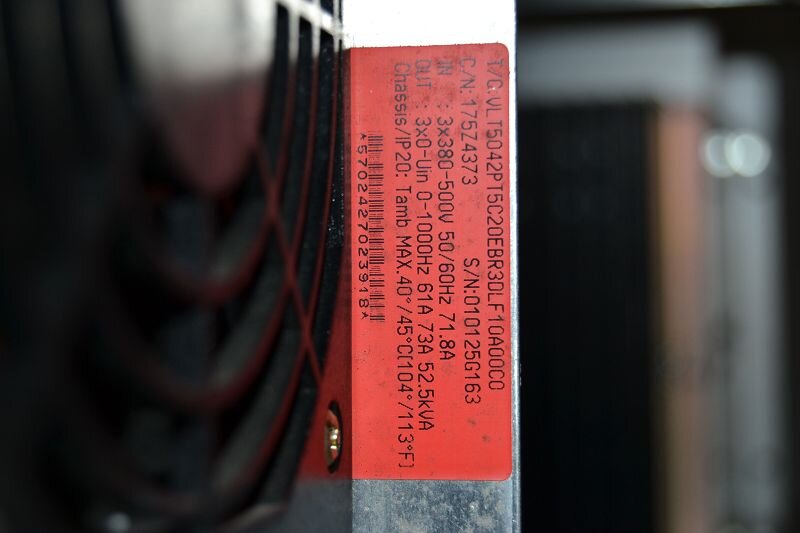 T/C: VLT5042PT5C20EBR3DLF10A00C0
C/N: 175Z4373 S/N:010125G163
IN : 3x380-500V 50/60Hz 71.8A
OUT : 3x0-Uin 0-1000Hz 61A 73A 52.5kVA
Chassis/IP20: Tamb MAX.40°/45°C[104°/113°F]
*5702427023918*